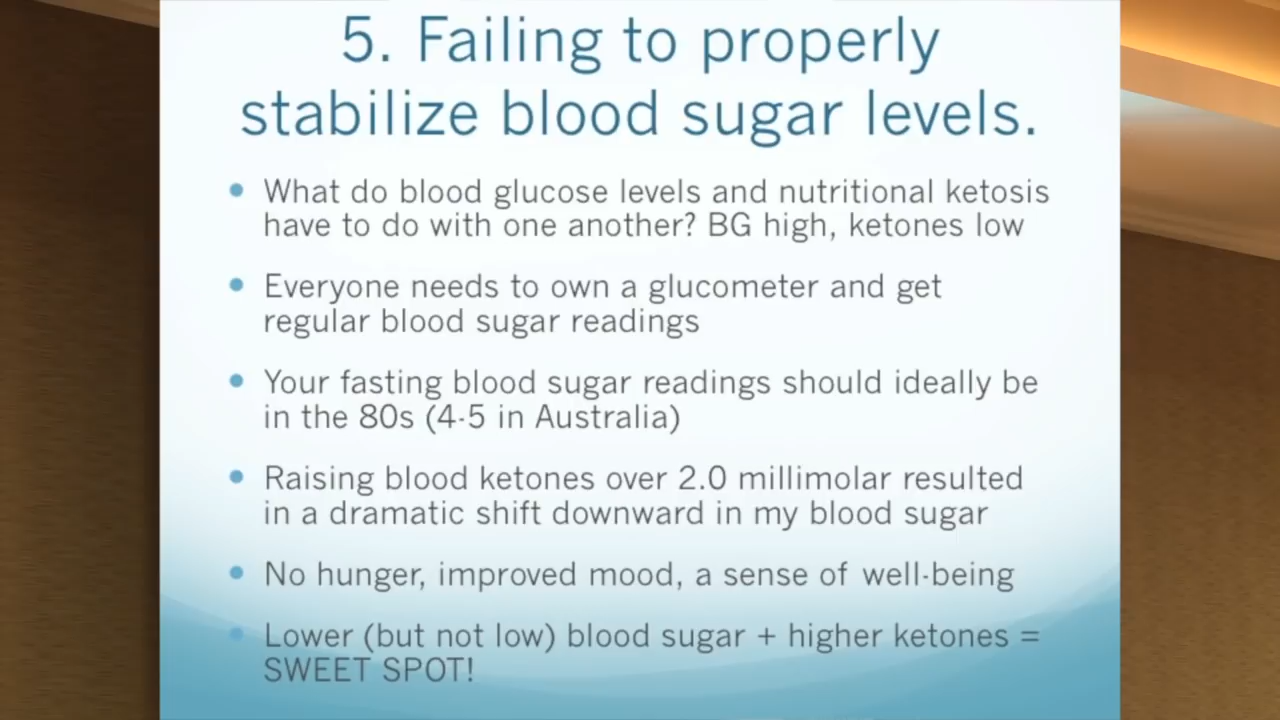 5. Failing to properly
stabilize blood sugar levels.
• What do blood glucose levels and nutritional ketosis
have to do with one another? BG high, ketones low
• Everyone needs to own a glucometer and get
regular blood sugar readings
• Your fasting blood sugar readings should ideally be
in the 80s (4-5 in Australia)
• Raising blood ketones over 2.0 millimolar resulted
in a dramatic shift downward in my blood sugar
• No hunger, improved mood, a sense of well-being
• Lower (but not low) blood sugar + higher ketones =
SWEET SPOT!